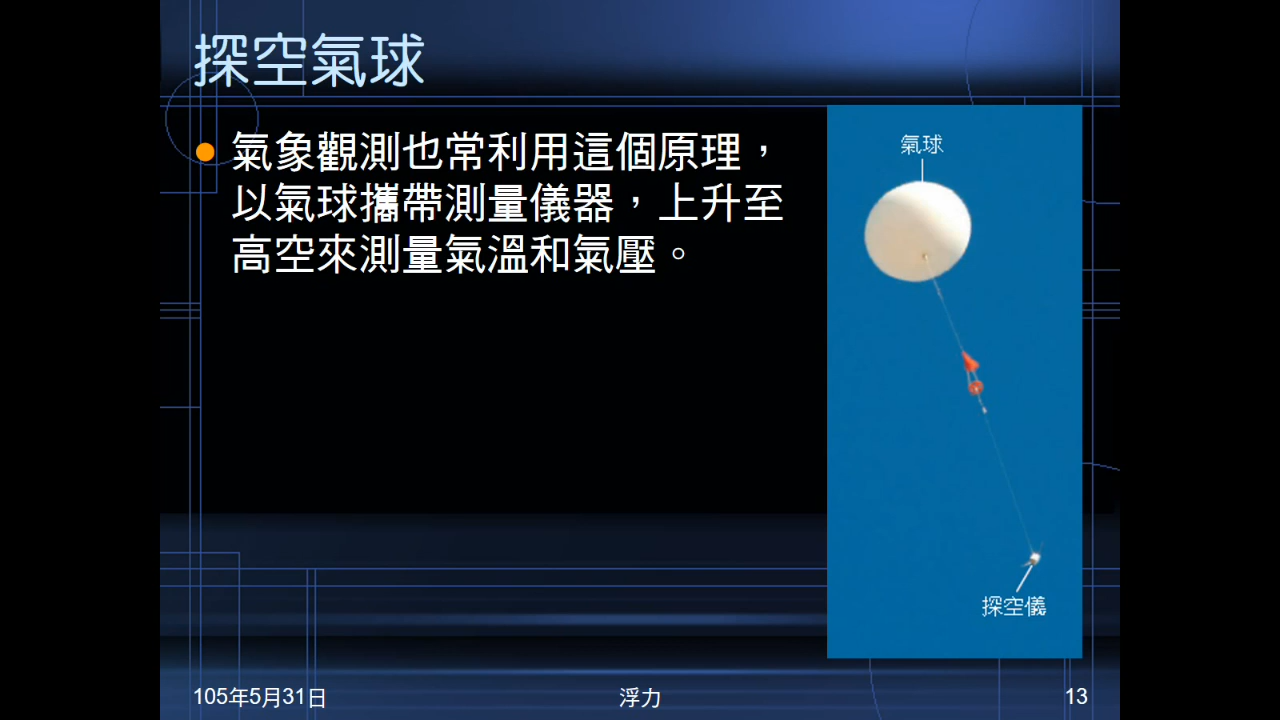 探空氣球
氣象觀測也常利用這個原理，
以氣球攜帶測量儀器，上升至
高空來測量氣溫和氣壓。
氣球
探空儀
105年5月31日
浮力
13